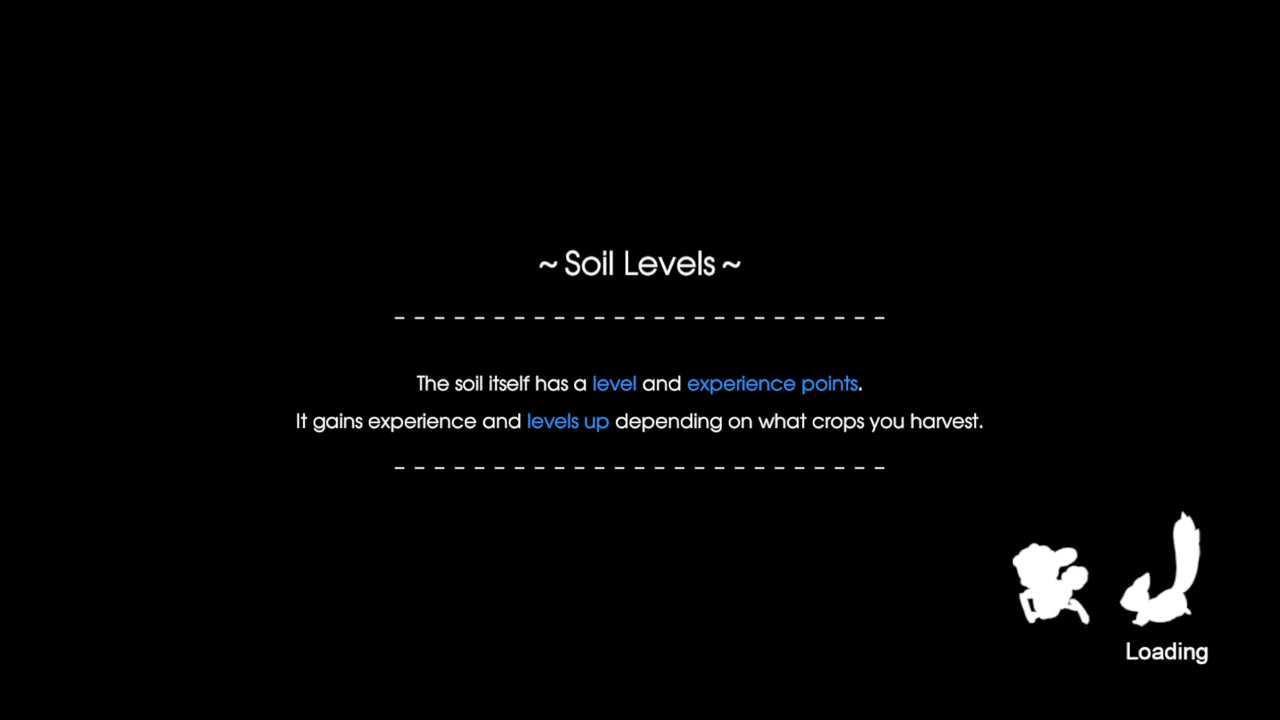 ~ Soil Levels ~
- - - - - - - - - - - - - - - - - - - - - - - - -
The soil itself has a level and experience points.
It gains experience and levels up depending on what crops you harvest.
- - - - - - - - - - - - - - - - - - - - - - - - -
Loading